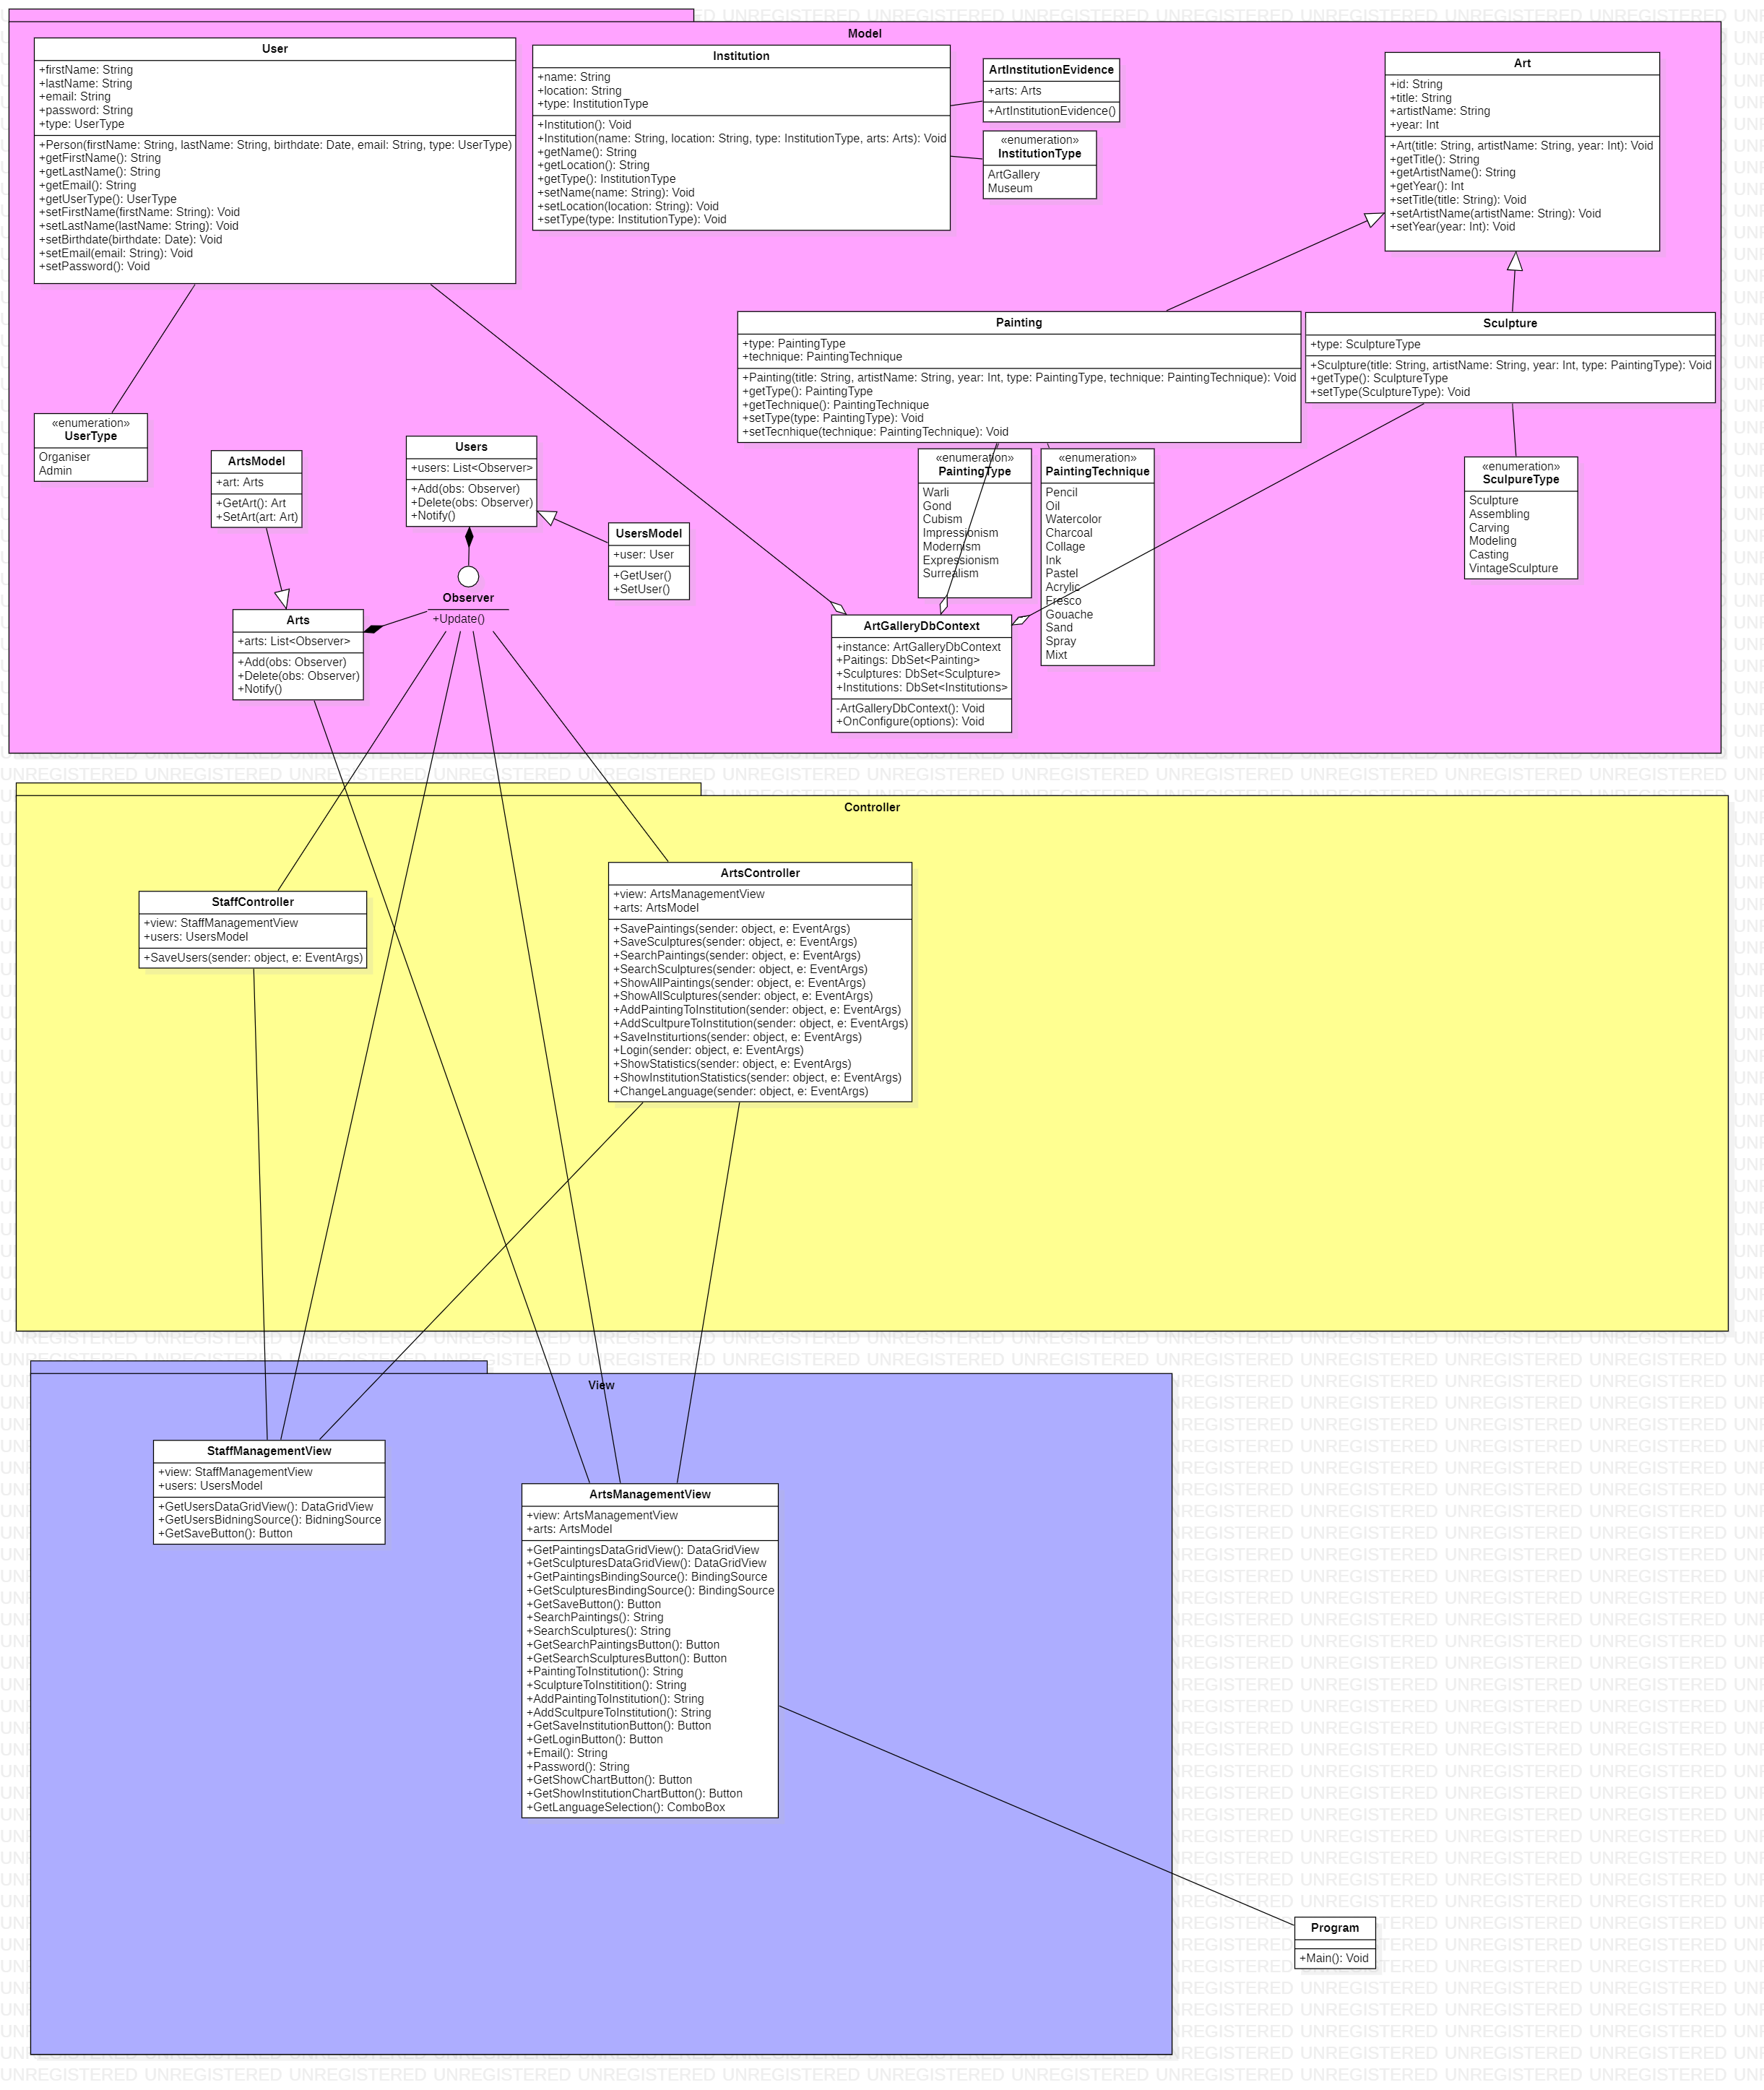 Model
User
+firstName: String
+lastName: String
+email: String
+password: String
+type: UserType
+Person(firstName: String, lastName: String, birthdate: Date, email: String, type: UserType)
+getFirstName(): String
+getLastName(): String
+getEmail(): String
+getUserType(): UserType
+setFirstName(firstName: String): Void
+setLastName(lastName: String): Void
+setBirthdate(birthdate: Date): Void
+setEmail(email: String): Void
+setPassword(): Void
Institution
+name: String
+location: String
+type: InstitutionType
+Institution(): Void
+Institution(name: String, location: String, type: InstitutionType, arts: Arts): Void
+getName(): String
+getLocation(): String
+getType(): InstitutionType
+setName(name: String): Void
+setLocation(location: String): Void
+setType(type: InstitutionType): Void
ArtInstitutionEvidence
+arts: Arts
+ArtInstitutionEvidence()
«enumeration»
InstitutionType
ArtGallery
Museum
Art
+id: String
+title: String
+artistName: String
+year: Int
+Art(title: String, artistName: String, year: Int): Void
+getTitle(): String
+getArtistName(): String
+getYear(): Int
+setTitle(title: String): Void
+setArtistName(artistName: String): Void
+setYear(year: Int): Void
Painting
+type: PaintingType
+technique: PaintingTechnique
+Painting(title: String, artistName: String, year: Int, type: PaintingType, technique: PaintingTechnique): Void
+getType(): PaintingType
+getTechnique(): PaintingTechnique
+setType(type: PaintingType): Void
+setTecnhique(technique: PaintingTechnique): Void
Sculpture
+type: SculptureType
+Sculpture(title: String, artistName: String, year: Int, type: PaintingType): Void
+getType(): SculptureType
+setType(SculptureType): Void
«enumeration»
UserType
Organiser
Admin
ArtsModel
+art: Arts
+GetArt(): Art
+SetArt(art: Art)
Users
+users: List<Observer>
+Add(obs: Observer)
+Delete(obs: Observer)
+Notify()
UsersModel
+user: User
+GetUser()
+SetUser()
«enumeration»
PaintingType
Warli
Gond
Cubism
Impressionism
Modernism
Expressionism
Surrealism
«enumeration»
PaintingTechnique
Pencil
Oil
Watercolor
Charcoal
Collage
Ink
Pastel
Acrylic
Fresco
Gouache
Sand
Spray
Mixt
«enumeration»
SculpureType
Sculpture
Assembling
Carving
Modeling
Casting
VintageSculpture
Observer
+Update()
Arts
+arts: List<Observer>
+Add(obs: Observer)
+Delete(obs: Observer)
+Notify()
ArtGalleryDbContext
+instance: ArtGalleryDbContext
+Paitings: DbSet<Painting>
+Sculptures: DbSet<Sculpture>
+Institutions: DbSet<Institutions>
-ArtGalleryDbContext(): Void
+OnConfigure(options): Void
Controller
StaffController
+view: StaffManagementView
+users: UsersModel
+SaveUsers(sender: object, e: EventArgs)
ArtsController
+view: ArtsManagementView
+arts: ArtsModel
+SavePaintings(sender: object, e: EventArgs)
+SaveSculptures(sender: object, e: EventArgs)
+SearchPaintings(sender: object, e: EventArgs)
+SearchSculptures(sender: object, e: EventArgs)
+ShowAllPaintings(sender: object, e: EventArgs)
+ShowAllSculptures(sender: object, e: EventArgs)
+AddPaintingToInstitution(sender: object, e: EventArgs)
+AddScultpureToInstitution(sender: object, e: EventArgs)
+SaveInstiturtions(sender: object, e: EventArgs)
+Login(sender: object, e: EventArgs)
+ShowStatistics(sender: object, e: EventArgs)
+ShowInstitutionStatistics(sender: object, e: EventArgs)
+ChangeLanguage(sender: object, e: EventArgs)
View
StaffManagementView
+view: StaffManagementView
+users: UsersModel
+GetUsersDataGridView(): DataGridView
+GetUsersBidningSource(): BidningSource
+GetSaveButton(): Button
ArtsManagementView
+view: ArtsManagementView
+arts: ArtsModel
+GetPaintingsDataGridView(): DataGridView
+GetSculpturesDataGridView(): DataGridView
+GetPaintingsBindingSource(): BindingSource
+GetSculpturesBindingSource(): BindingSource
+GetSaveButton(): Button
+SearchPaintings(): String
+SearchSculptures(): String
+GetSearchPaintingsButton(): Button
+GetSearchSculpturesButton(): Button
+PaintingToInstitution(): String
+SculptureToInstitition(): String
+AddPaintingToInstitution(): String
+AddScultpureToInstitution(): String
+GetSaveInstitutionButton(): Button
+GetLoginButton(): Button
+Email(): String
+Password(): String
+GetShowChartButton(): Button
+GetShowInstitutionChartButton(): Button
+GetLanguageSelection(): ComboBox
Program
+Main(): Void
UNREGISTERED